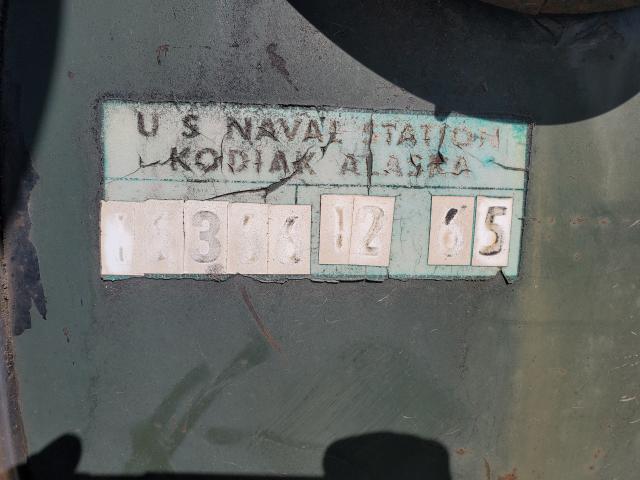 U S NAVAL STATION
KODIAK ALASKA
12 65